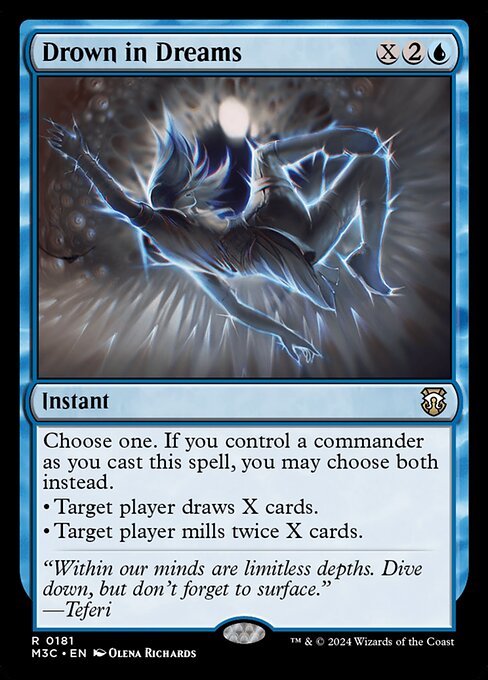 Drown in Dreams X2
Instant
Choose one. If you control a commander
as you cast this spell, you may choose both
instead.
• Target player draws X cards.
• Target player mills twice X cards.
“Within our minds are limitless depths. Dive
down, but don’t forget to surface.”
—Teferi
R 0181
M3C • EN Olena Richards
™ & © 2024 Wizards of the Coast